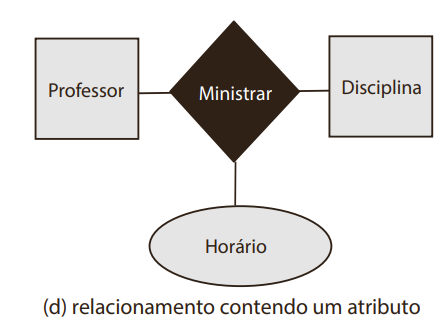 Professor
Ministrar
Disciplina
Horário
(d) relacionamento contendo um atributo